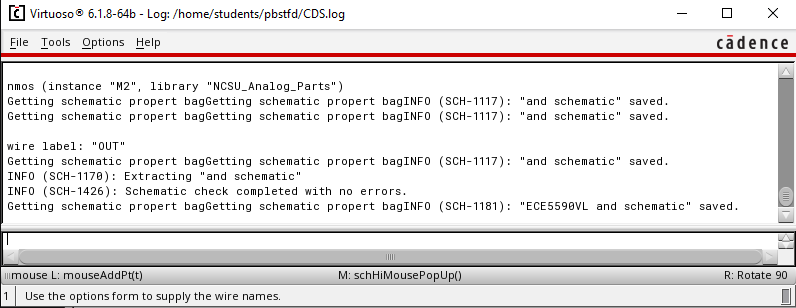 Virtuoso® 6.1.8-64b - Log: /home/students/pbstfd/CDS.log
File Tools Options Help
cādence
nmos (instance "M2", library "NCSU_Analog_Parts")
Getting schematic propert bagGetting schematic propert bagINFO (SCH-1117): "and schematic" saved.
Getting schematic propert bagGetting schematic propert bagINFO (SCH-1117): "and schematic" saved.
wire label: "OUT"
Getting schematic propert bagGetting schematic propert bagINFO (SCH-1117): "and schematic" saved.
INFO (SCH-1170): Extracting "and schematic"
INFO (SCH-1426): Schematic check completed with no errors.
Getting schematic propert bagGetting schematic propert bagINFO (SCH-1181): "ECE5590VL and schematic" saved.
mouse L: mouseAddPt(t) M: schHiMousePopUp() R: Rotate 90
1 Use the options form to supply the wire names.